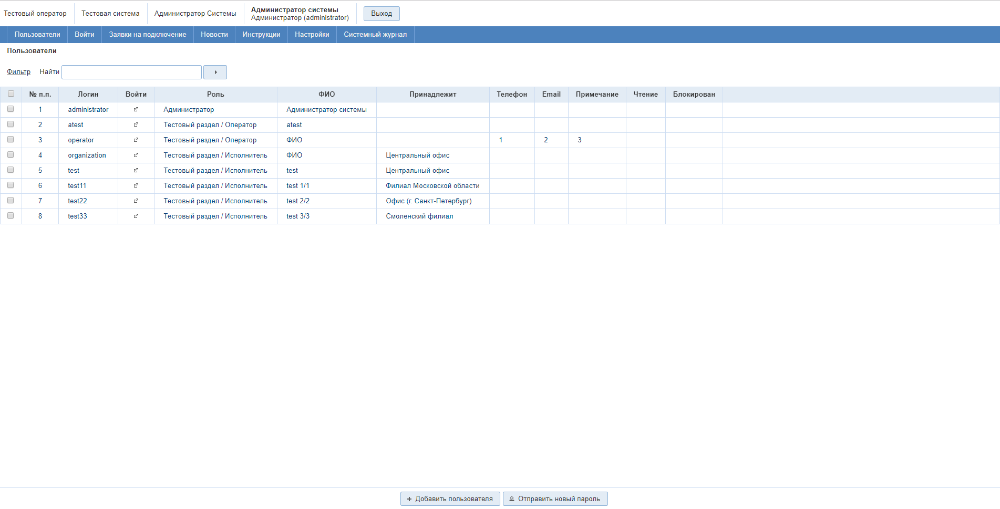 Тестовый оператор Тестовая система Администратор Системы Администратор системы Выход
Администратор (administrator)
Пользователи Войти Заявки на подключение Новости Инструкции Настройки Системный журнал
Пользователи
Фильтр Найти
№ п.п. Логин Войти Роль ФИО Принадлежит Телефон Email Примечание Чтение Блокирован
1 administrator Администратор Администратор системы
2 atest Тестовый раздел / Оператор atest
3 operator Тестовый раздел / Оператор ФИО 1 2 3
4 organization Тестовый раздел / Исполнитель ФИО Центральный офис
5 test Тестовый раздел / Исполнитель test Центральный офис
6 test11 Тестовый раздел / Исполнитель test 1/1 Филиал Московской области
7 test22 Тестовый раздел / Исполнитель test 2/2 Офис (г. Санкт-Петербург)
8 test33 Тестовый раздел / Исполнитель test 3/3 Смоленский филиал
Добавить пользователя Отправить новый пароль